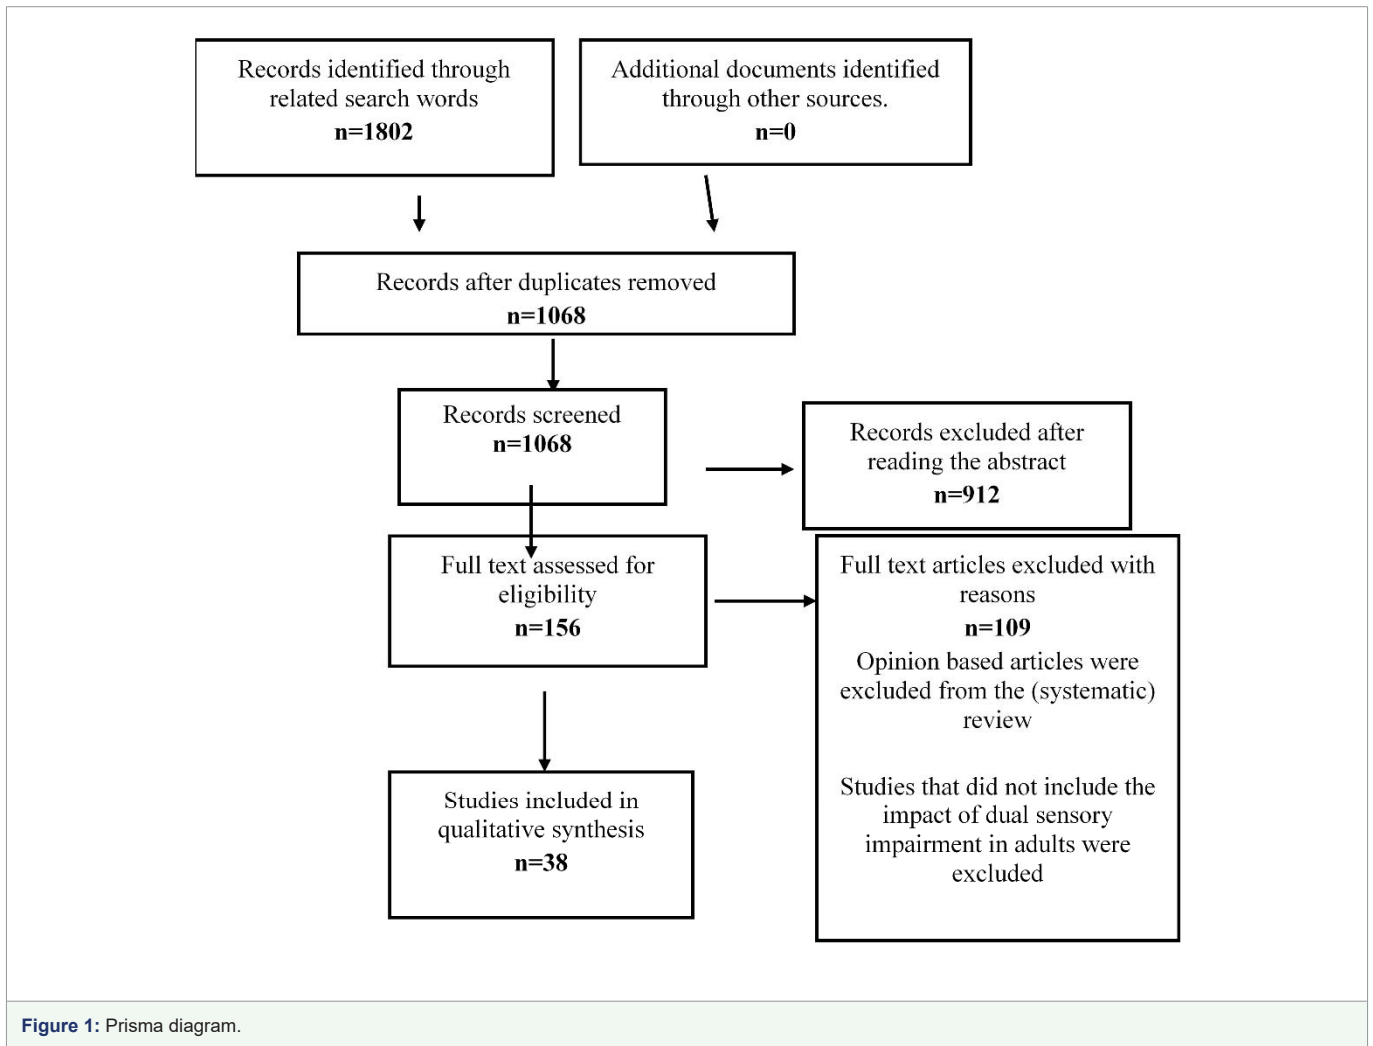 Records identified through
related search words
n=1802
Additional documents identified
through other sources.
n=0
Records after duplicates removed
n=1068
Records screened
n=1068
Records excluded after
reading the abstract
n=912
Full text assessed for
eligibility
n=156
Full text articles excluded with
reasons
n=109
Opinion based articles were
excluded from the (systematic)
review
Studies that did not include the
impact of dual sensory
impairment in adults were
excluded
Studies included in
qualitative synthesis
n=38
Figure 1: Prisma diagram.